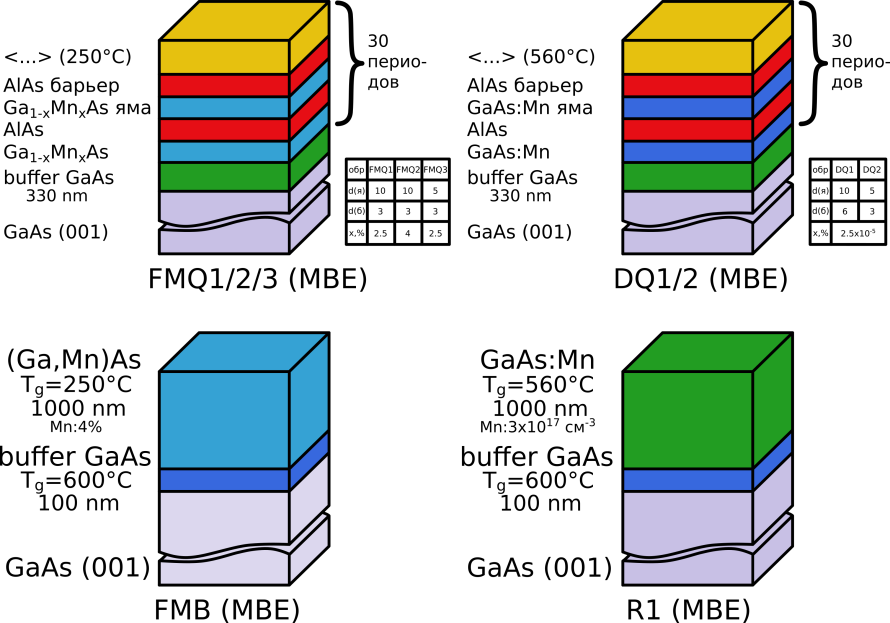 <...> (250°C)
AlAs барьер
Ga1-xMnxAs яма
AlAs
Ga1-xMnxAs
buffer GaAs
330 nm
GaAs (001)
30
перио-
дов
обр FMQ1 FMQ2 FMQ3
d(я) 10 10 5
d(б) 3 3 3
x,% 2.5 4 2.5
FMQ1/2/3 (MBE)
<...> (560°C)
AlAs барьер
GaAs:Mn яма
AlAs
GaAs:Mn
buffer GaAs
330 nm
GaAs (001)
30
перио-
дов
обр DQ1 DQ2
d(я) 10 5
d(б) 6 3
x,% 2.5x10-5
DQ1/2 (MBE)
(Ga,Mn)As
Tg=250°C
1000 nm
Mn:4%
buffer GaAs
Tg=600°C
100 nm
GaAs (001)
FMB (MBE)
GaAs:Mn
Tg=560°C
1000 nm
Mn:3x1017 см-3
buffer GaAs
Tg=600°C
100 nm
GaAs (001)
R1 (MBE)